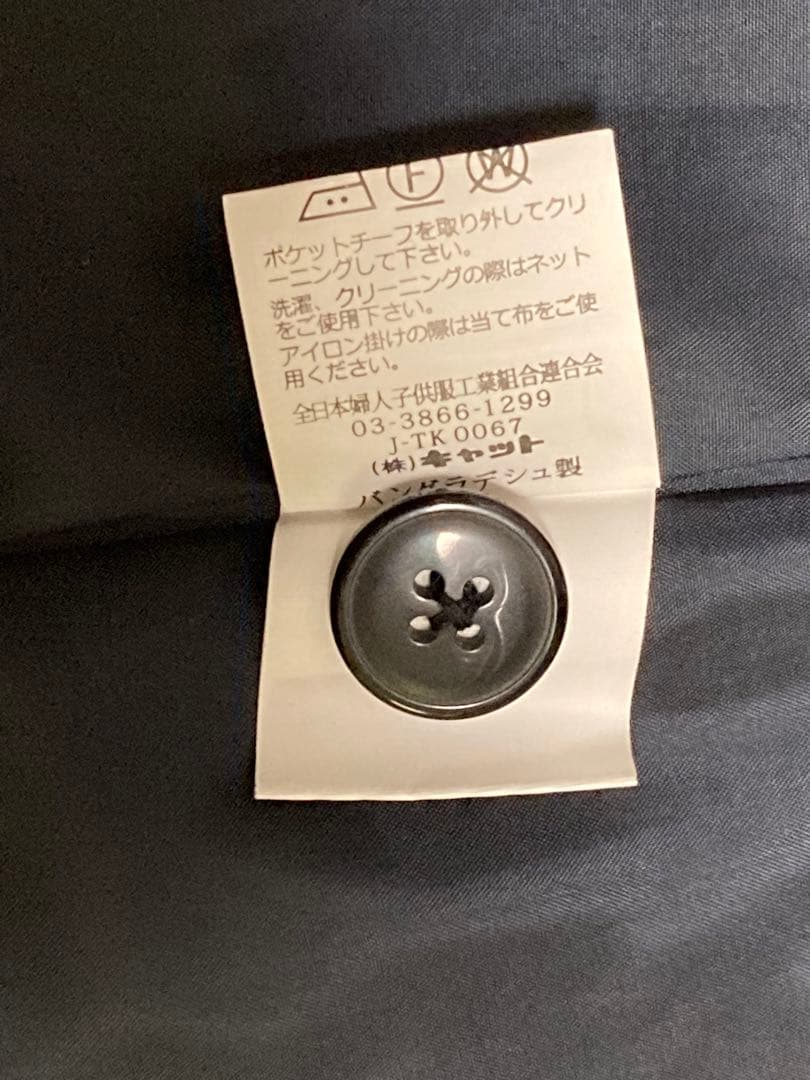 F
W
ポケットチーフを取り外してクリ
ーニングして下さい。
洗濯、クリーニングの際はネット
をご使用下さい。
アイロン掛けの際は当て布をご使
用ください。
全日本婦人子供服工業組合連合会
03-3866-1299
J-TK 0067
(株)キャット
バングラデシュ製